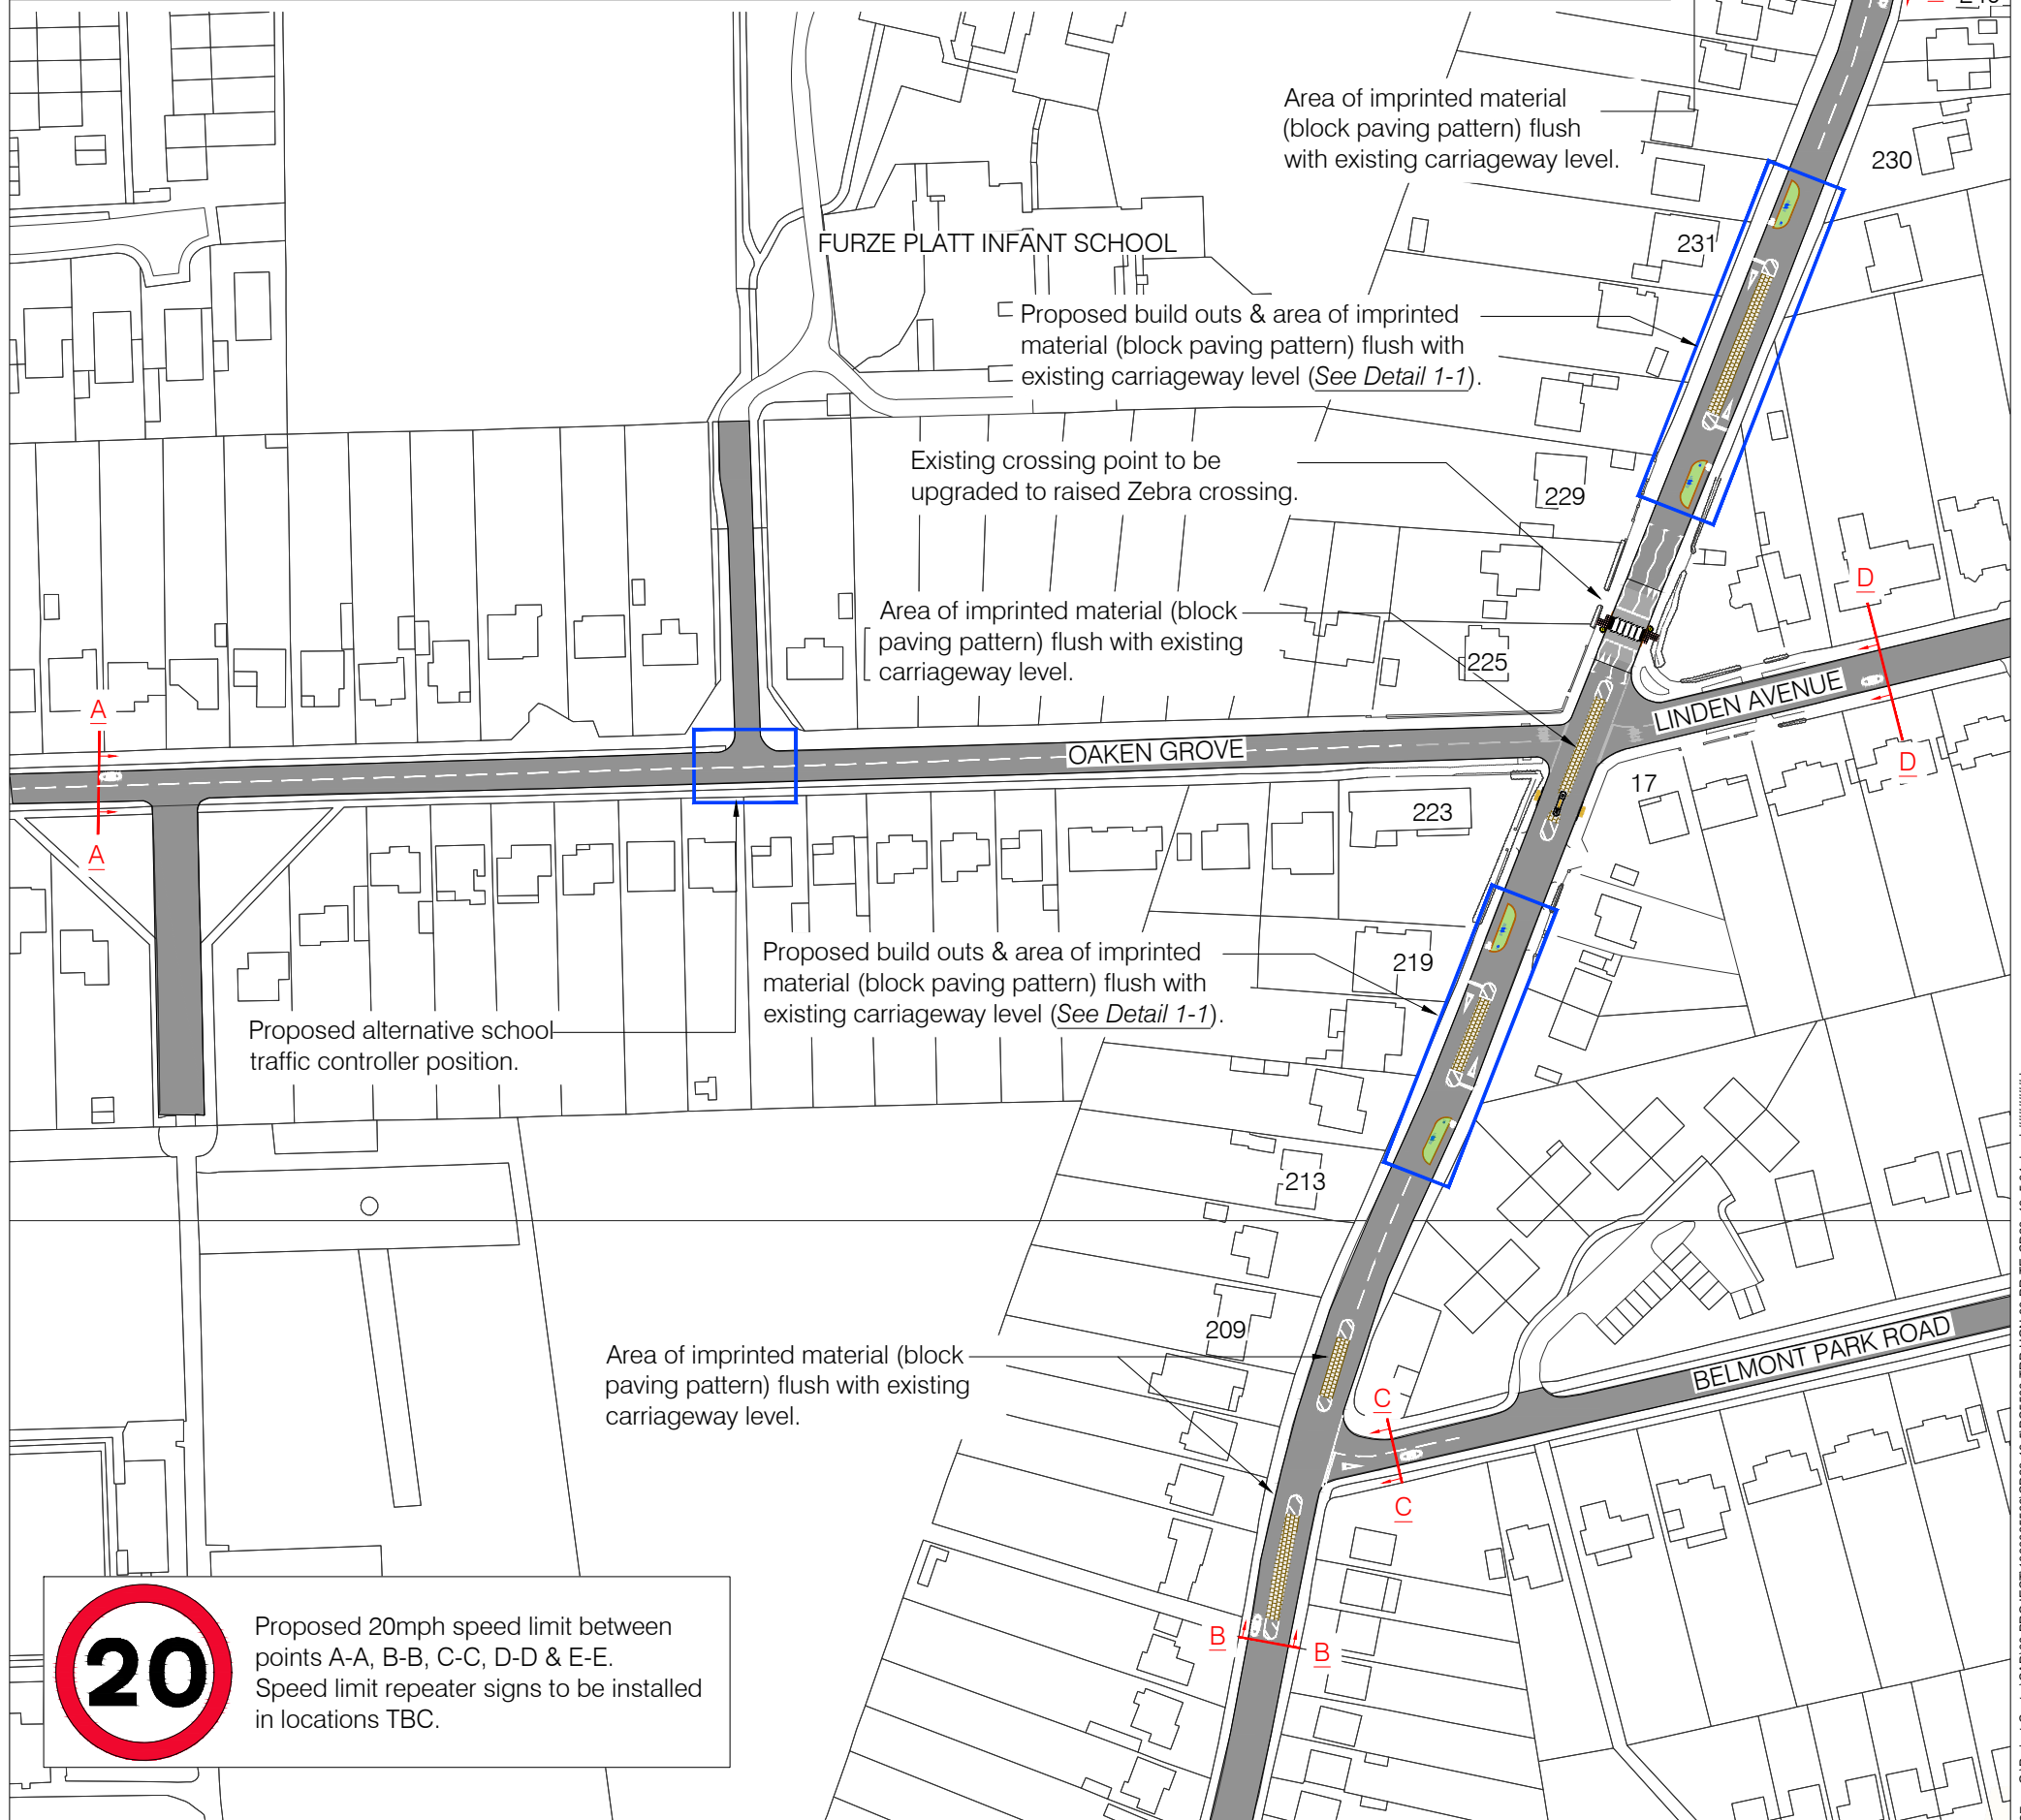 Area of imprinted material
(block paving pattern) flush
with existing carriageway level.
230
231
FURZE PLATT INFANT SCHOOL
Proposed build outs & area of imprinted
material (block paving pattern) flush with
existing carriageway level (See Detail 1-1).
Existing crossing point to be
upgraded to raised Zebra crossing.
229
D
Area of imprinted material (block
paving pattern) flush with existing
carriageway level.
225
LINDEN AVENUE
A
OAKEN GROVE
D
17
223
A
Proposed build outs & area of imprinted
material (block paving pattern) flush with
existing carriageway level (See Detail 1-1).
219
Proposed alternative school
traffic controller position.
213
209
Area of imprinted material (block
paving pattern) flush with existing
carriageway level.
BELMONT PARK ROAD
C
C
B
B
20
Proposed 20mph speed limit between
points A-A, B-B, C-C, D-D & E-E.
Speed limit repeater signs to be installed
in locations TBC.